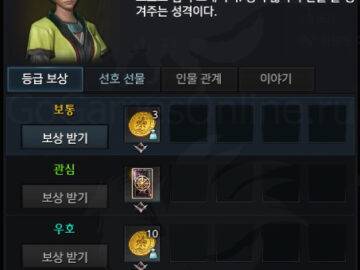 겨주는 성격이다.
등급 보상 선호 선물 인물 관계 이야기
보통
3
보상 받기
관심
보상 받기
우호
10
보상 받기